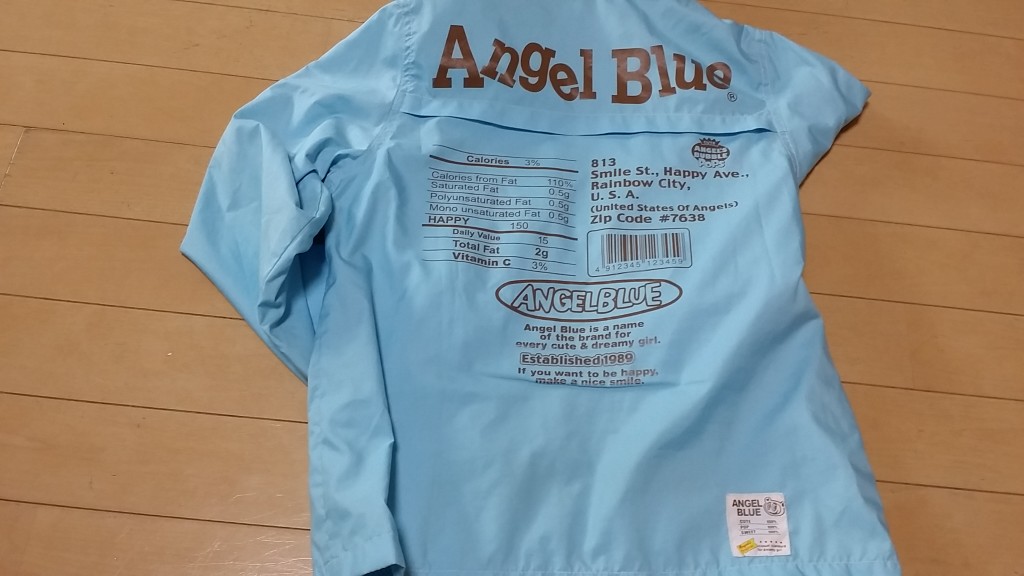 Angel Blue ®
Calories 3%
Calories from Fat 110%
Saturated Fat 0.5g
Polyunsaturated Fat 0.5g
Mono unsaturated Fat 0.5g
HAPPY 150
Daily Value 15
Total Fat 2g
Vitamin C 3%
ANGEL
813
Smile St., Happy Ave.,
Rainbow City,
U. S. A.
(United States Of Angels)
Zip Code #7638
4 912345 123459
ANGELBLUE
Angel Blue is a name
of the brand for
every cute & dreamy girl.
Established 1989
If you want to be happy,
make a nice smile.
ANGEL
BLUE